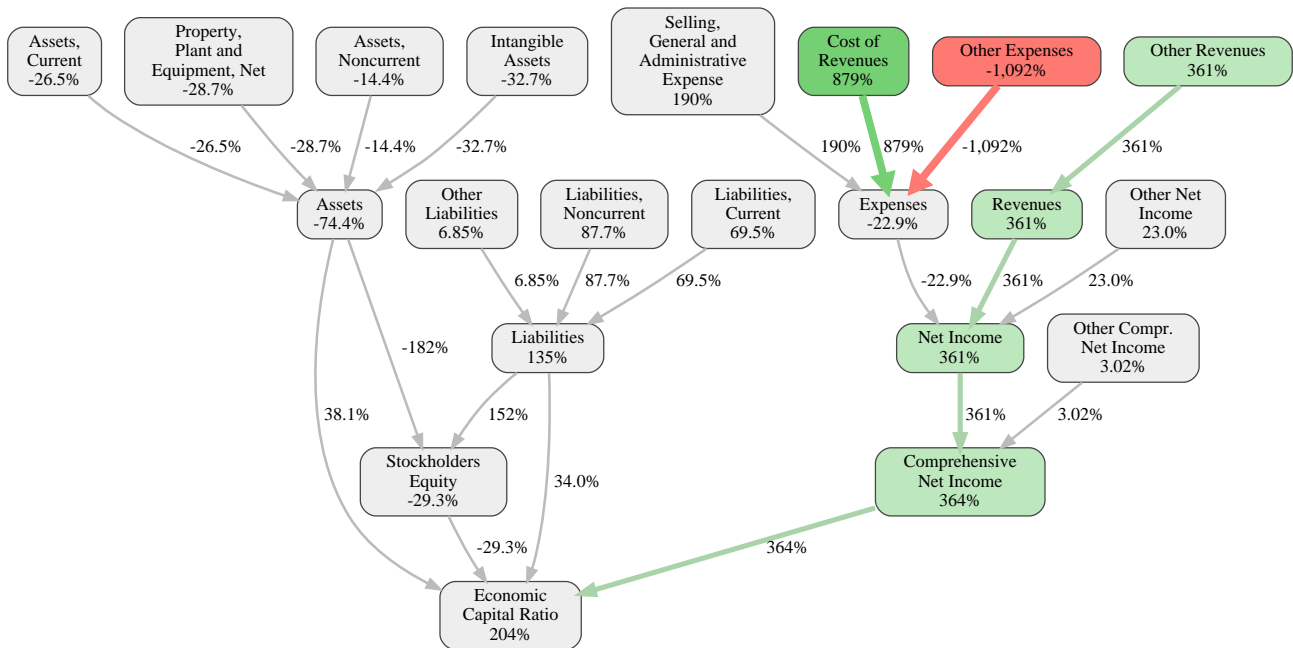 Assets,
Current
-26.5%
Property,
Plant and
Equipment, Net
-28.7%
Assets,
Noncurrent
-14.4%
Intangible
Assets
-32.7%
Selling,
General and
Administrative
Expense
190%
Cost of
Revenues
879%
Other Expenses
-1,092%
Other Revenues
361%
-26.5%
-28.7%
-14.4%
-32.7%
190%
879%
-1,092%
361%
Assets
-74.4%
Other
Liabilities
6.85%
Liabilities,
Noncurrent
87.7%
Liabilities,
Current
69.5%
Expenses
-22.9%
Revenues
361%
Other Net
Income
23.0%
6.85%
87.7%
69.5%
-22.9%
361%
23.0%
-182%
Liabilities
135%
Net Income
361%
Other Compr.
Net Income
3.02%
38.1%
152%
361%
3.02%
Stockholders
Equity
-29.3%
34.0%
Comprehensive
Net Income
364%
-29.3%
364%
Economic
Capital Ratio
204%